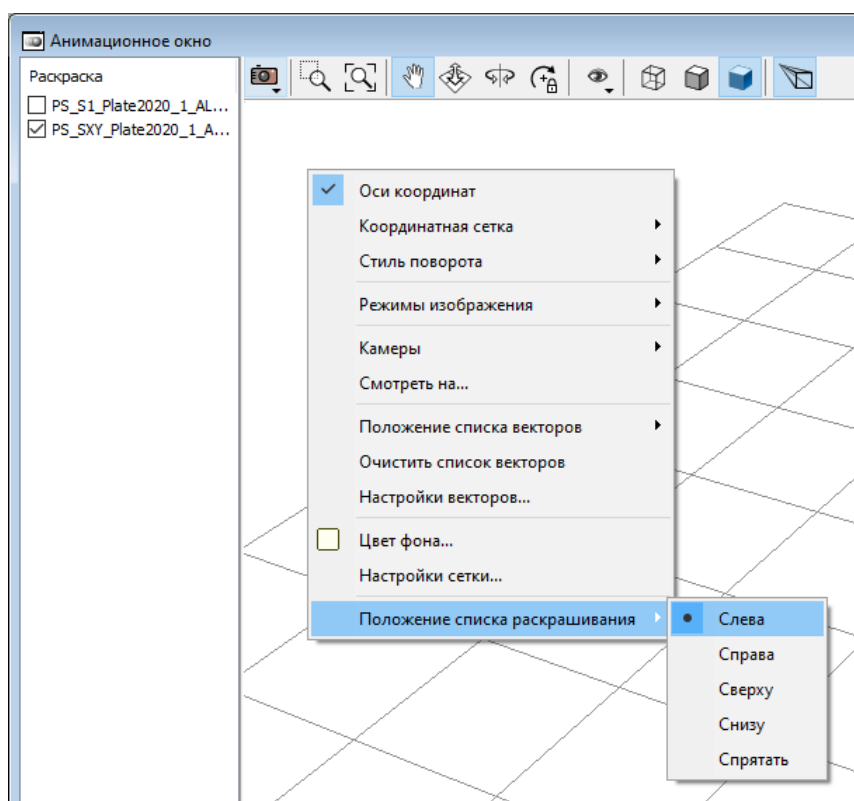 Анимационное окно
Раскраска
PS_S1_Plate2020_1_AL...
PS_SXY_Plate2020_1_A...
Оси координат
Координатная сетка
Стиль поворота
Режимы изображения
Камеры
Смотреть на...
Положение списка векторов
Очистить список векторов
Настройки векторов...
Цвет фона...
Настройки сетки...
Положение списка раскрашивания
Слева
Справа
Сверху
Снизу
Спрятать